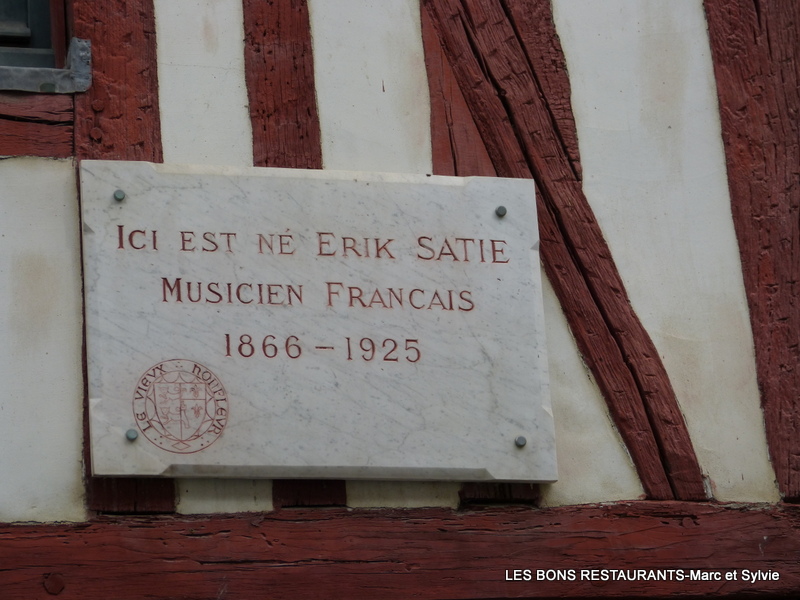 ICI EST NÉ ERIK SATIE
MUSICIEN FRANCAIS
1866 – 1925
LE VIEUX HONFLEUR
LES BONS RESTAURANTS-Marc et Sylvie